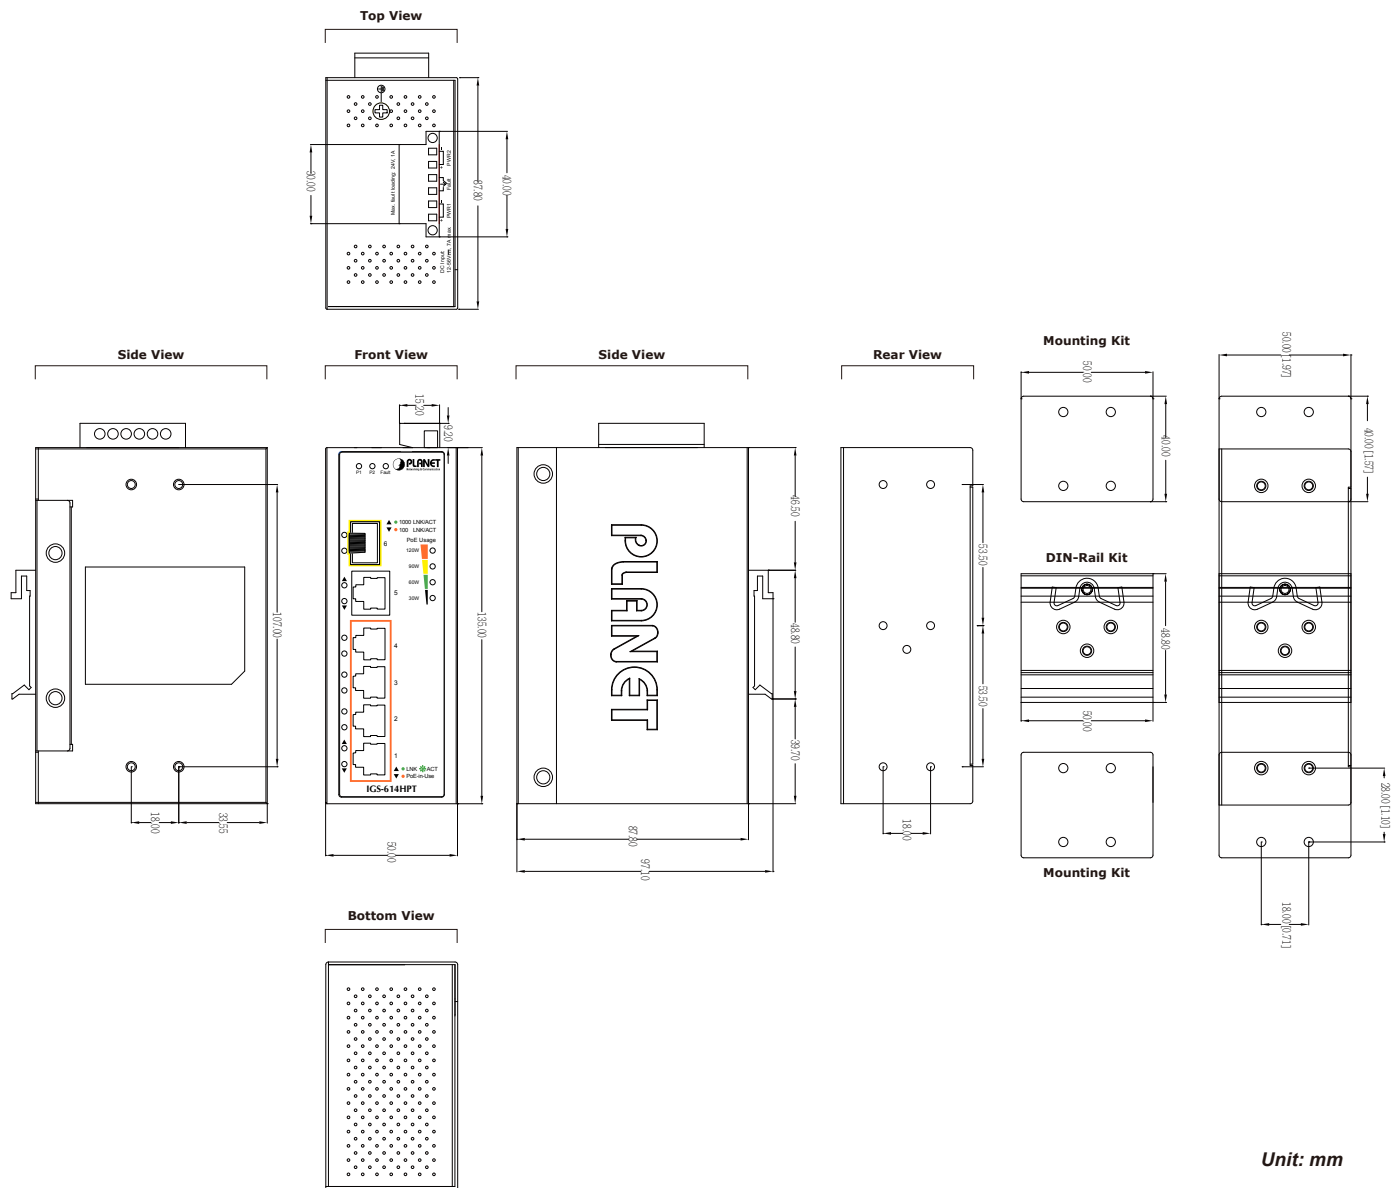 Top View
30.00
Max. fault loading: 24V, 1A
PWR2
Fault
PWR1
DC Input
7A max.
87.80
40.00
Side View
107.00
18.00
33.55
Front View
15.20
9.20
P1 P2 Fault
PLANET
Networking & Communication
1000 LNK/ACT
100 LNK/ACT
PoE Usage
120W
90W
60W
30W
6
5
4
3
2
1
LNK ACT
PoE-in-Use
IGS-614HPT
135.00
50.00
Side View
PLANET
46.50
48.80
39.70
87.80
97.10
Rear View
53.50
53.50
18.00
Mounting Kit
50.00
40.00
DIN-Rail Kit
48.80
50.00
Mounting Kit
50.00 [1.97]
40.00 [1.57]
28.00 [1.10]
18.00 [0.71]
Bottom View
Unit: mm